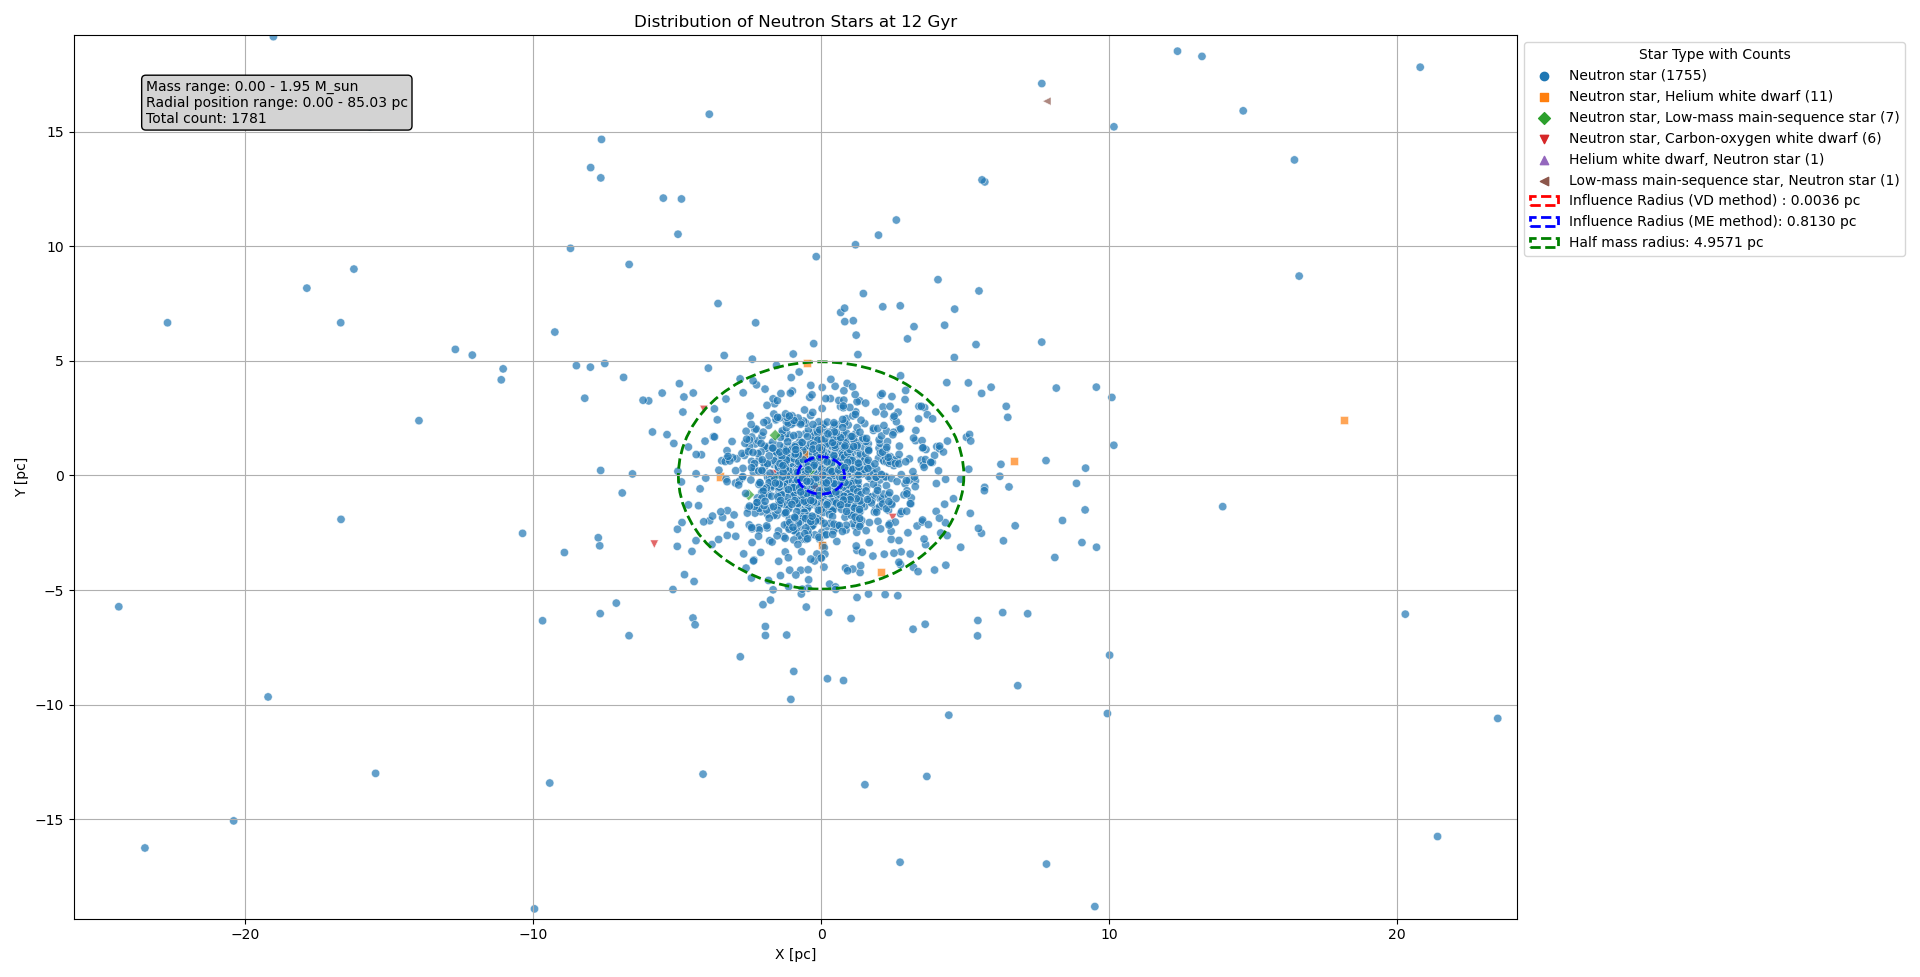 Distribution of Neutron Stars at 12 Gyr
Mass range: 0.00 - 1.95 M_sun
Radial position range: 0.00 - 85.03 pc
Total count: 1781
Star Type with Counts
Neutron star (1755)
Neutron star, Helium white dwarf (11)
Neutron star, Low-mass main-sequence star (7)
Neutron star, Carbon-oxygen white dwarf (6)
Helium white dwarf, Neutron star (1)
Low-mass main-sequence star, Neutron star (1)
Influence Radius (VD method) : 0.0036 pc
Influence Radius (ME method): 0.8130 pc
Half mass radius: 4.9571 pc
Y [pc]
15
10
5
0
−5
−10
−15
−20
−10
0
10
20
X [pc]